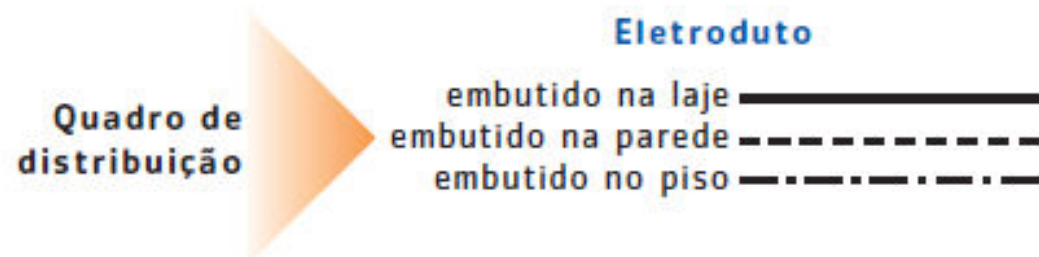 Eletroduto
Quadro de
distribuição
embutido na laje
embutido na parede
embutido no piso